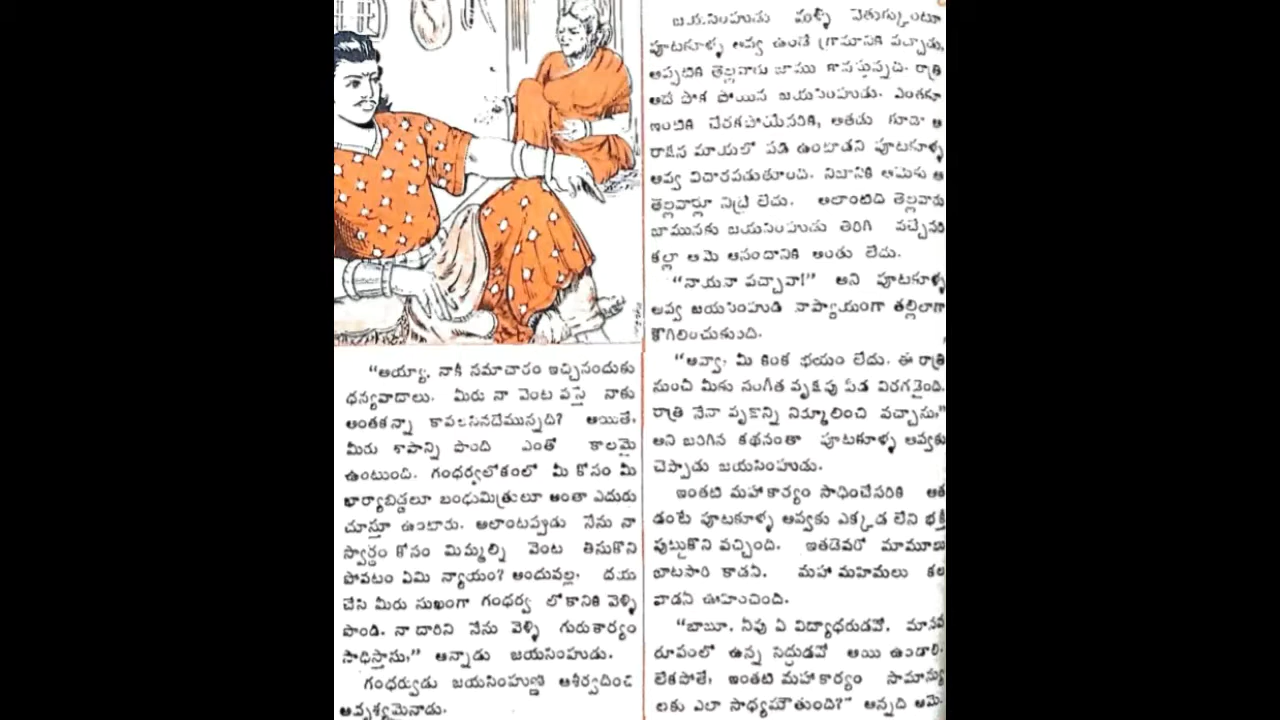 "అయ్యా, నాకీ సమాచారం ఇచ్చినందుకు
ధన్యవాదాలు. మీరు నా వెంట వస్తే నాకు
అంతకన్నా కావలసినదేమున్నది? అయితే,
మీరు శాపాన్ని పొంది ఎంతో కాలమై
ఉంటుంది. గంధర్వలోకంలో మీ కోసం మీ
భార్యాబిడ్డలూ బంధుమిత్రులూ అంతా ఎదురు
చూస్తూ ఉంటారు. అలాంటప్పుడు నేను నా
స్వార్థం కోసం మిమ్మల్ని వెంట తీసుకొని
పోవటం ఏమి న్యాయం? అందువల్ల, దయ
చేసి మీరు సుఖంగా గంధర్వ లోకానికి వెళ్ళి
పొండి. నా దారిని నేను వెళ్ళి గురుకార్యం
సాధిస్తాను," అన్నాడు జయసింహుడు.
గంధర్వుడు జయసింహుణ్ణి ఆశీర్వదించి
అదృశ్యమైనాడు.
జయసింహుడు మళ్ళీ వెతుక్కుంటూ
పూటకూళ్ళ అవ్వ ఉండే గ్రామానికి వచ్చాడు.
అప్పటికి తెల్లవారు జాము కావస్తున్నది. రాత్రి
అదే పోక పోయిన జయసింహుడు. ఎంతకూ
ఇంటికి చేరకపోయేసరికి, అతడు కూడా ఆ
రాక్షస మాయలో పడి ఉంటాడని పూటకూళ్ళ
అవ్వ విచారపడుతూంది. నిజానికి ఆమెకు ఆ
తెల్లవార్లూ నిద్ర లేదు. అలాంటిది తెల్లవారు
జామునకు జయసింహుడు తిరిగి వచ్చేసరి
కల్లా ఆమె ఆనందానికి అంతు లేదు.
"నాయనా వచ్చావా!" అని పూటకూళ్ళ
అవ్వ జయసింహుడి నాప్యాయంగా తల్లిలాగా
కౌగిలించుకుంది.
"అవ్వా, మీ కింక భయం లేదు. ఈ రాత్రి
నుంచి మీకు సంగీత వృక్షపు పీడ విరగడైంది.
రాత్రి నేనా వృక్షాన్ని నిర్మూలించి వచ్చాను,"
అని జరిగిన కథనంతా పూటకూళ్ళ అవ్వకు
చెప్పాడు జయసింహుడు.
ఇంతటి మహాకార్యం సాధించేసరికి అత
డంటే పూటకూళ్ళ అవ్వకు ఎక్కడ లేని భక్తీ
పుట్టుకొని వచ్చింది. ఇతడెవరో మామూలు
బాటసారి కాడనీ. మహా మహిమలు కల
వాడనీ ఊహించింది.
"బాబూ. నీవు ఏ విద్యాధరుడవో. మానవ
రూపంలో ఉన్న సిద్ధుడవో అయి ఉండాలి.
లేకపోతే, ఇంతటి మహాకార్యం సామాన్యు
లకు ఎలా సాధ్యమౌతుంది?" అన్నది ఆమె.